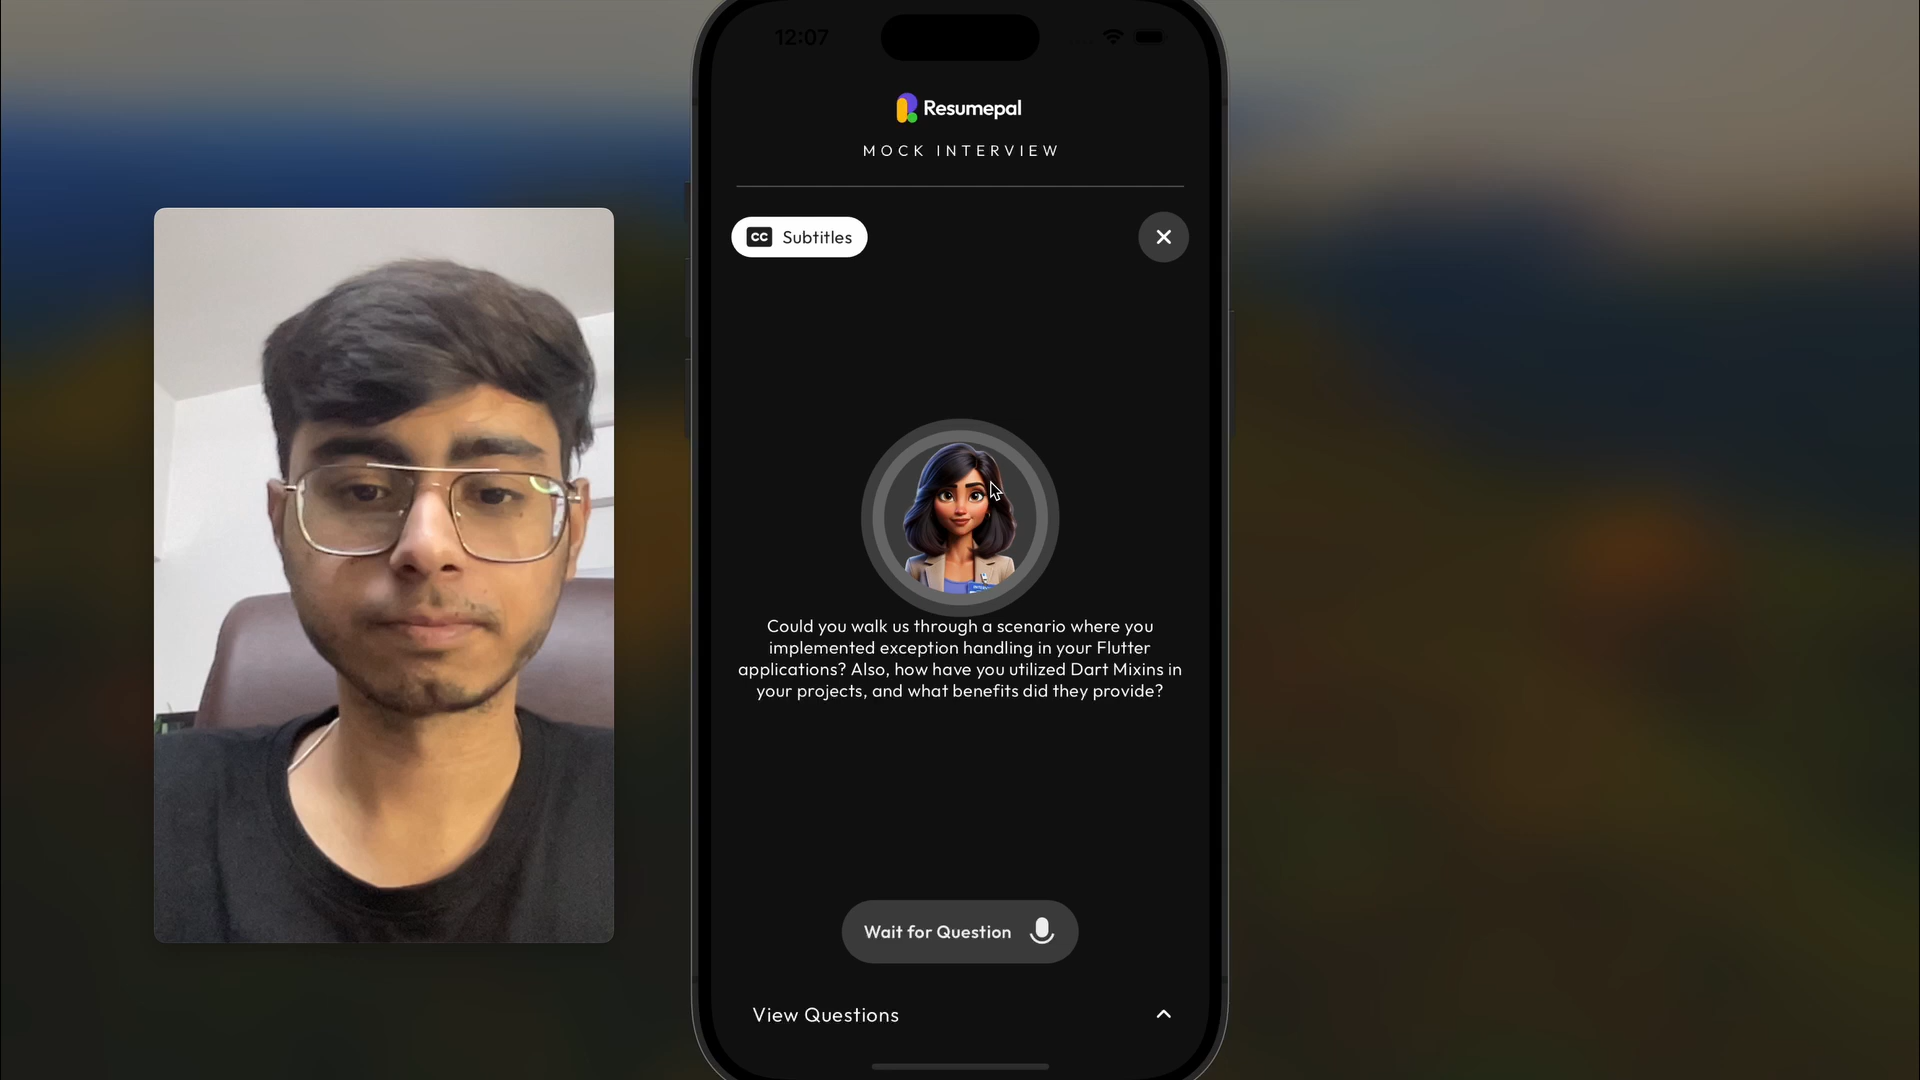 12:07
Resumepal
MOCK INTERVIEW
CC Subtitles
Could you walk us through a scenario where you
implemented exception handling in your Flutter
applications? Also, how have you utilized Dart Mixins in
your projects, and what benefits did they provide?
Wait for Question
View Questions